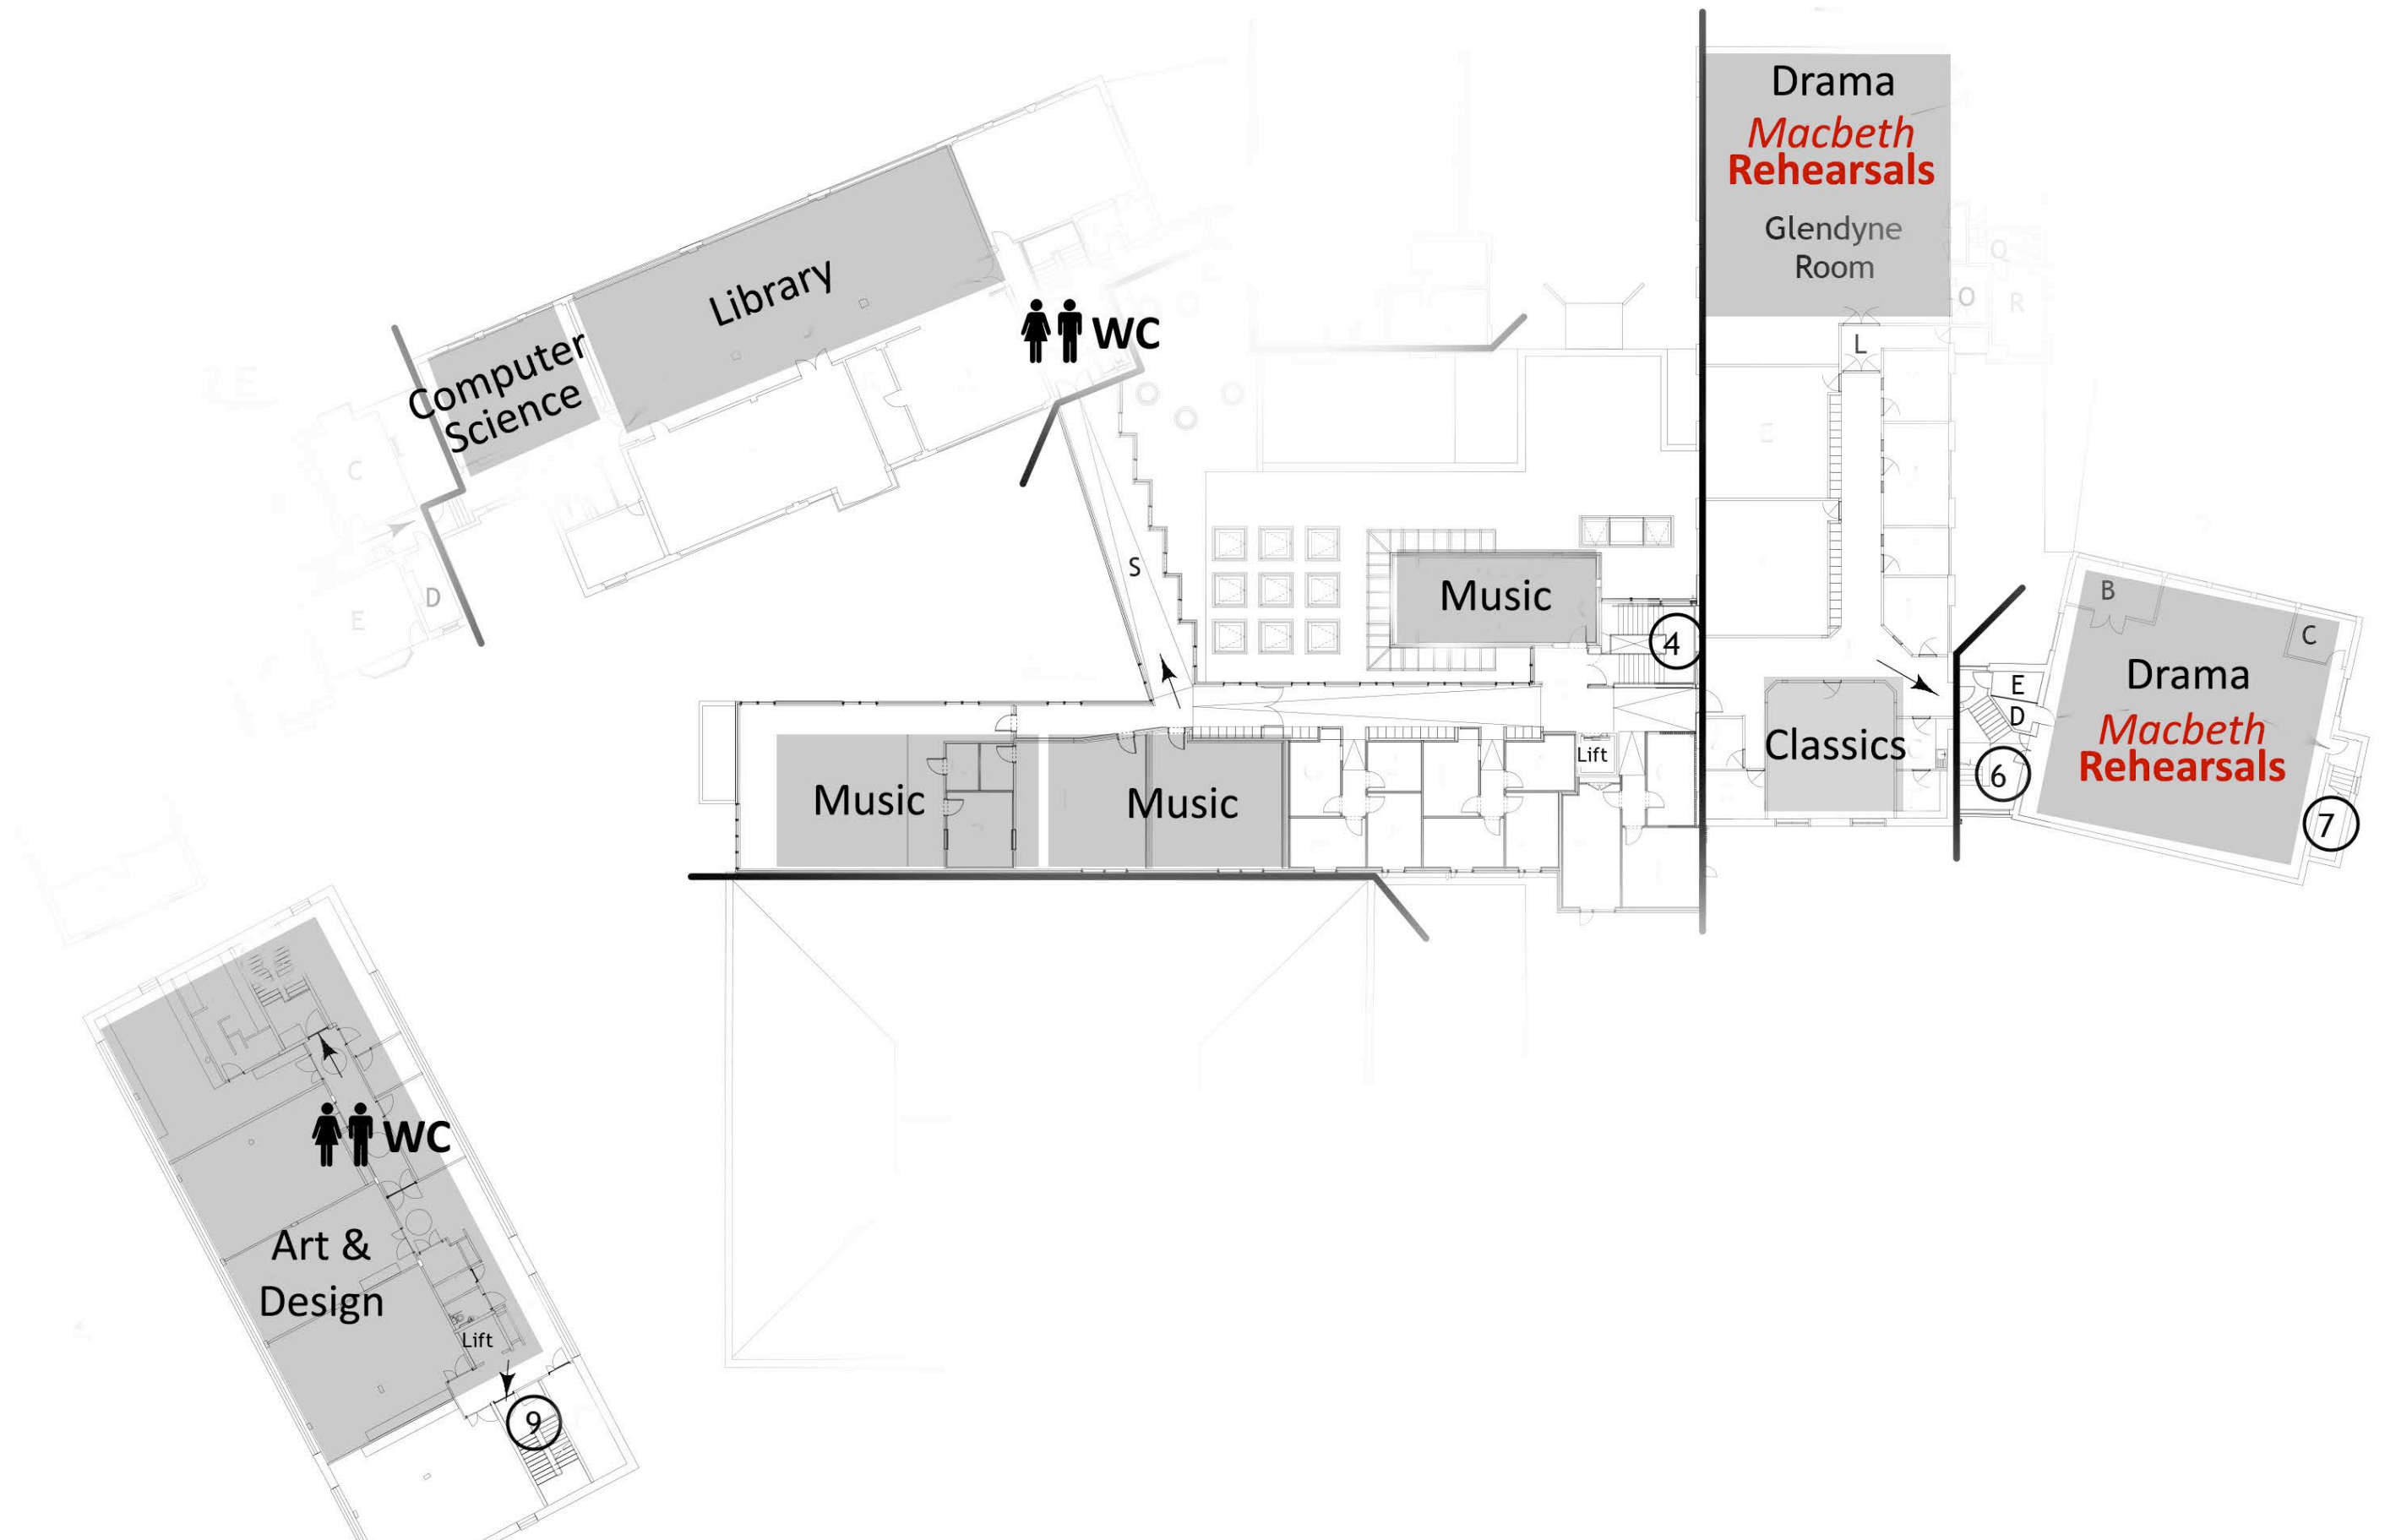 Drama
Macbeth
Rehearsals
Glendyne
Room
Q
O
R
L
Library
WC
Computer
Science
E
C
D
E
E
E
S
Music
4
B
C
E
D
Drama
Macbeth
Rehearsals
6
7
Classics
Lift
Music
Music
WC
Art &
Design
Lift
9